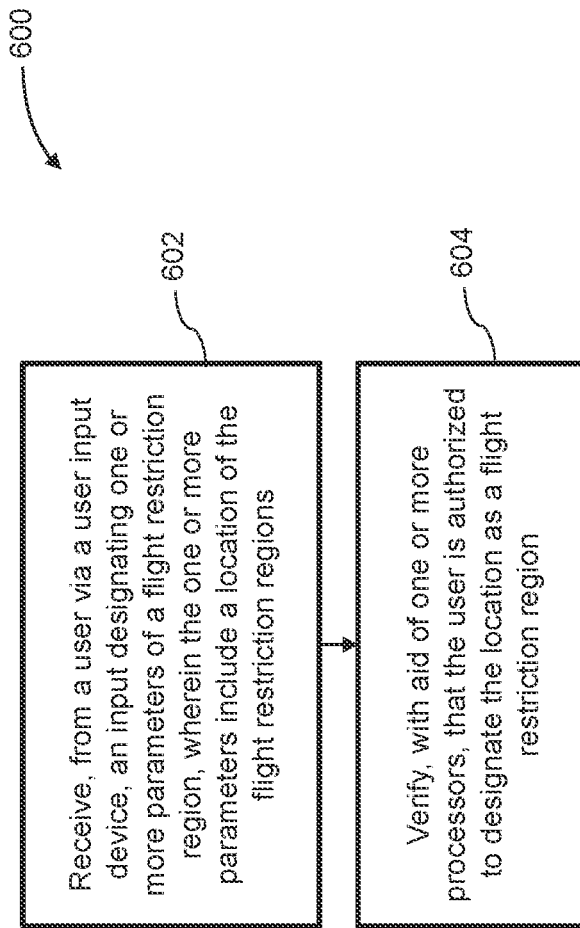 600
602
Receive, from a user via a user input
device, an input designating one or
more parameters of a flight restriction
region, wherein the one or more
parameters include a location of the
flight restriction regions
604
Verify, with aid of one or more
processors, that the user is authorized
to designate the location as a flight
restriction region